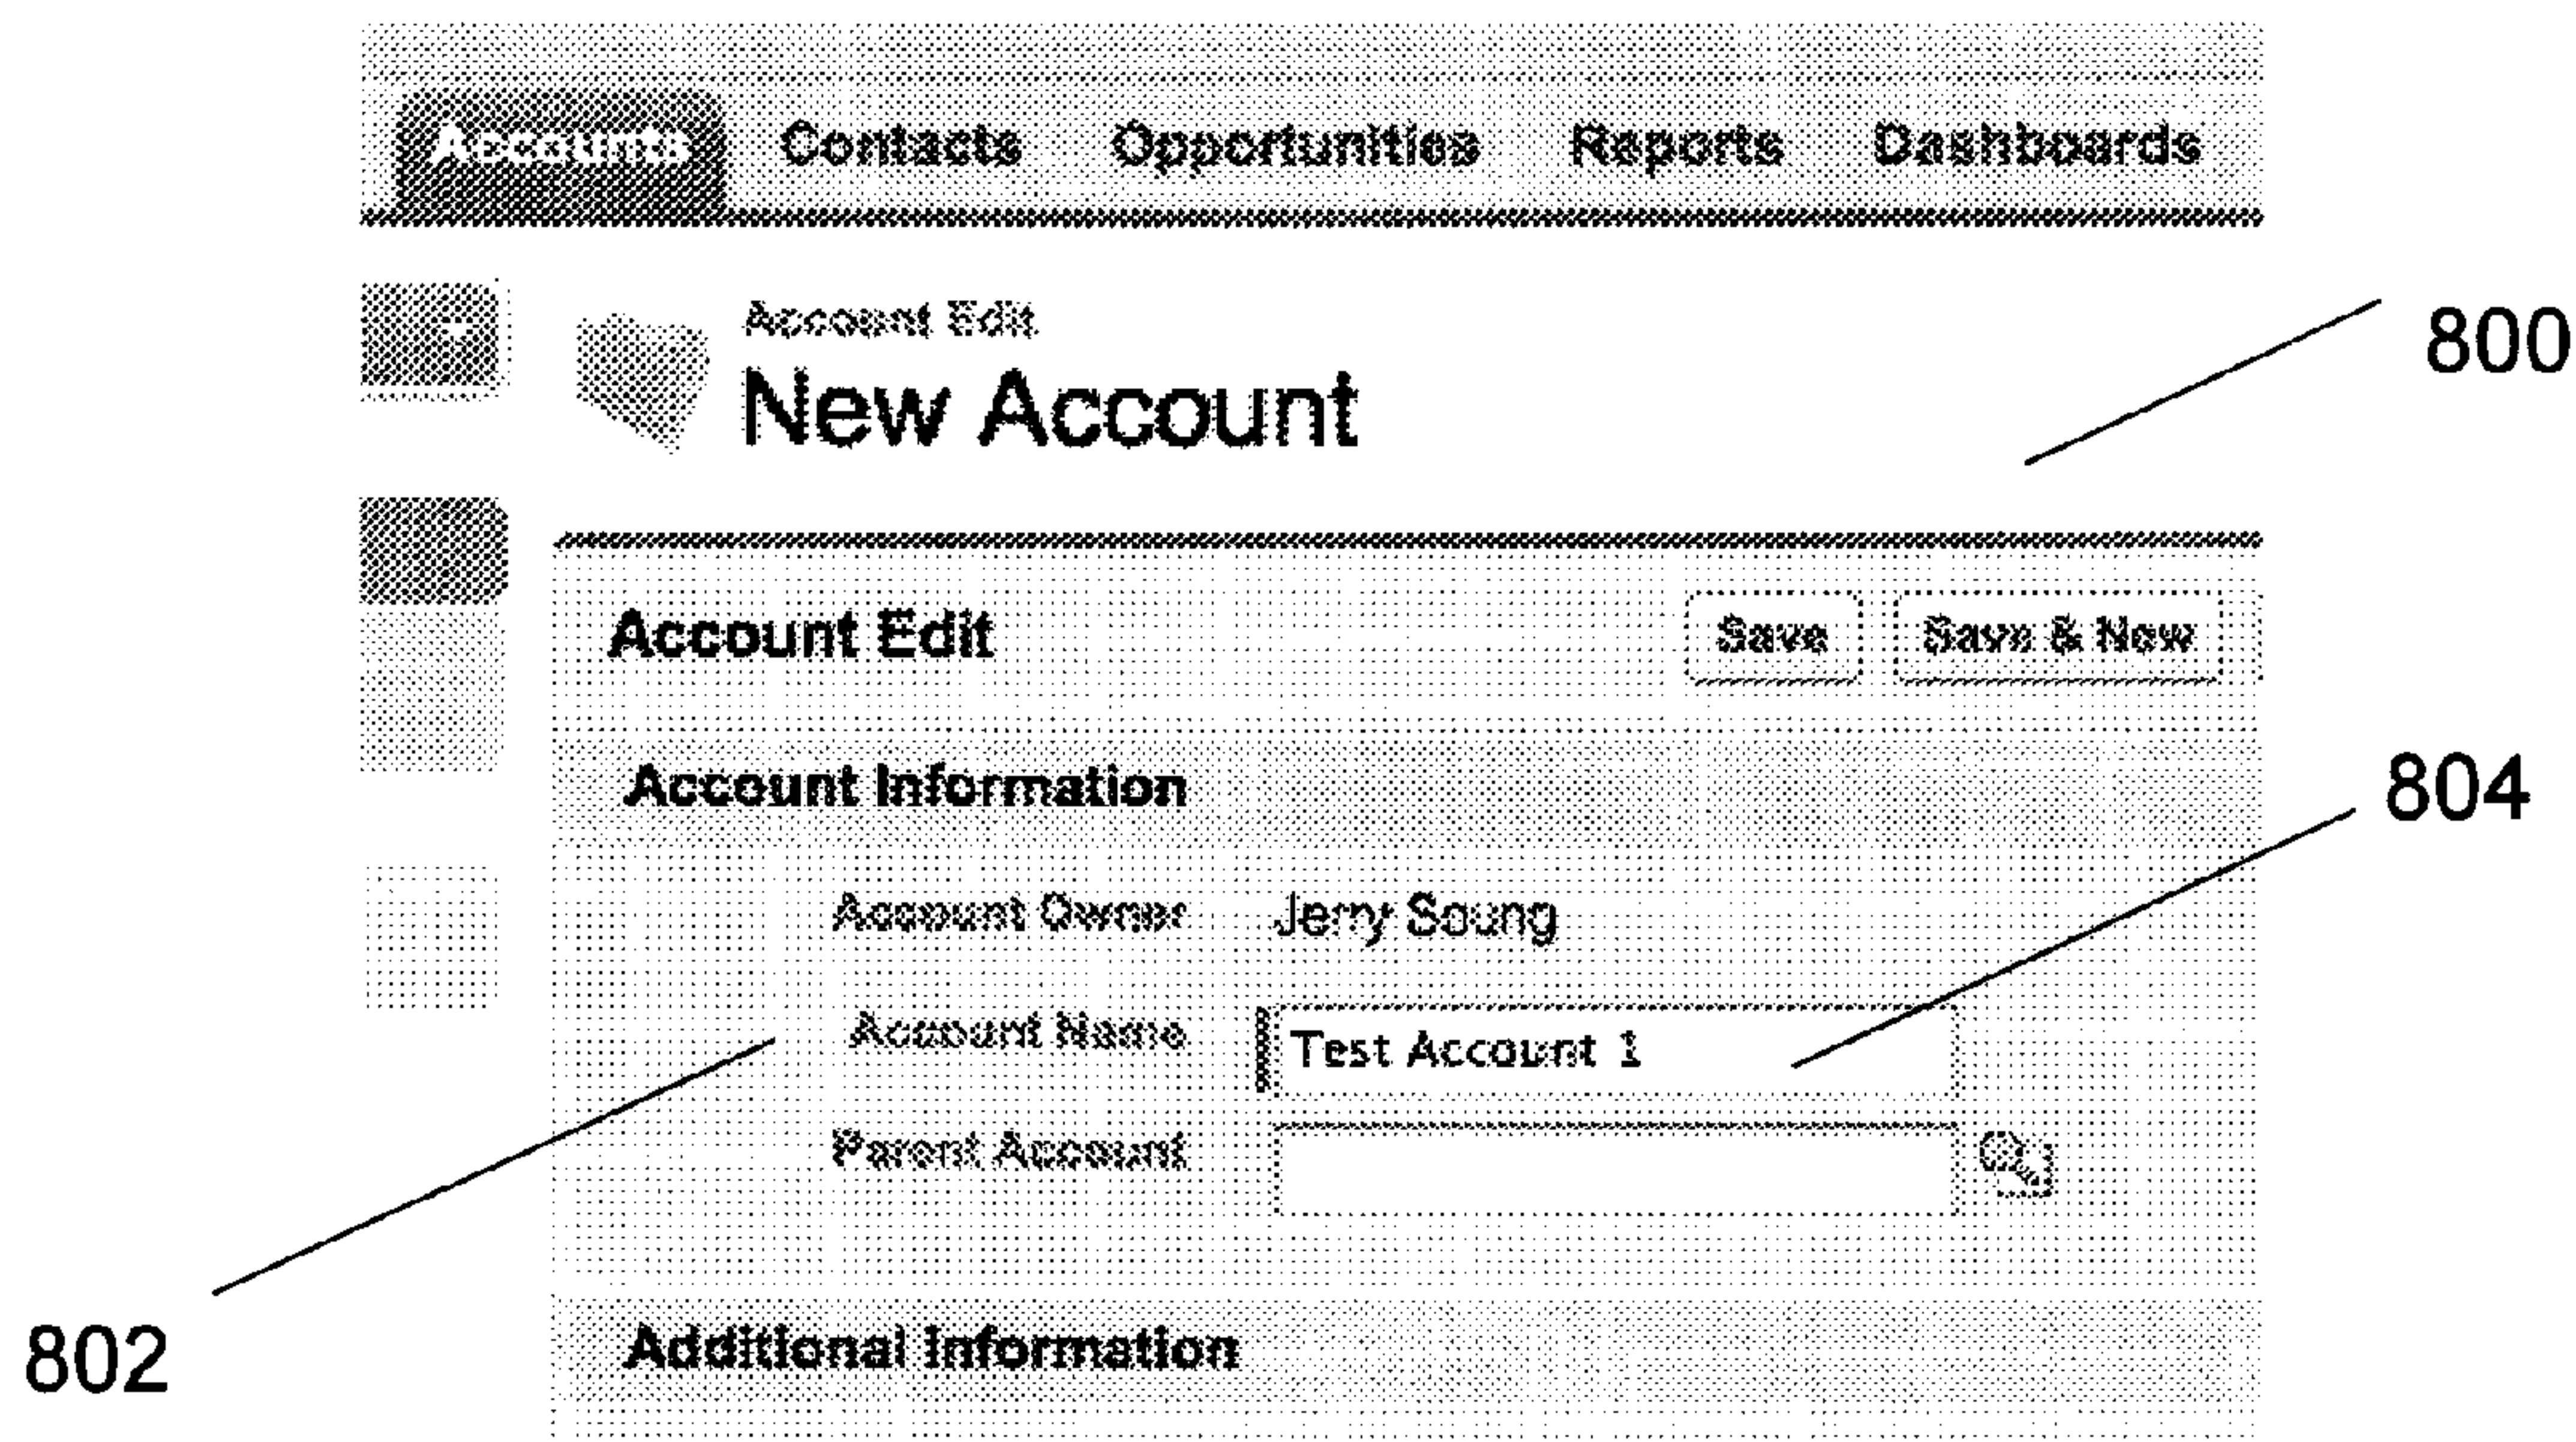 Accounts Contacts Opportunities Reports Dashboards
Account Edit
New Account
800
Account Edit Save Save & New
Account Information
804
Account Owner Jerry Soung
Account Name Test Account 1
Parent Account
802
Additional Information